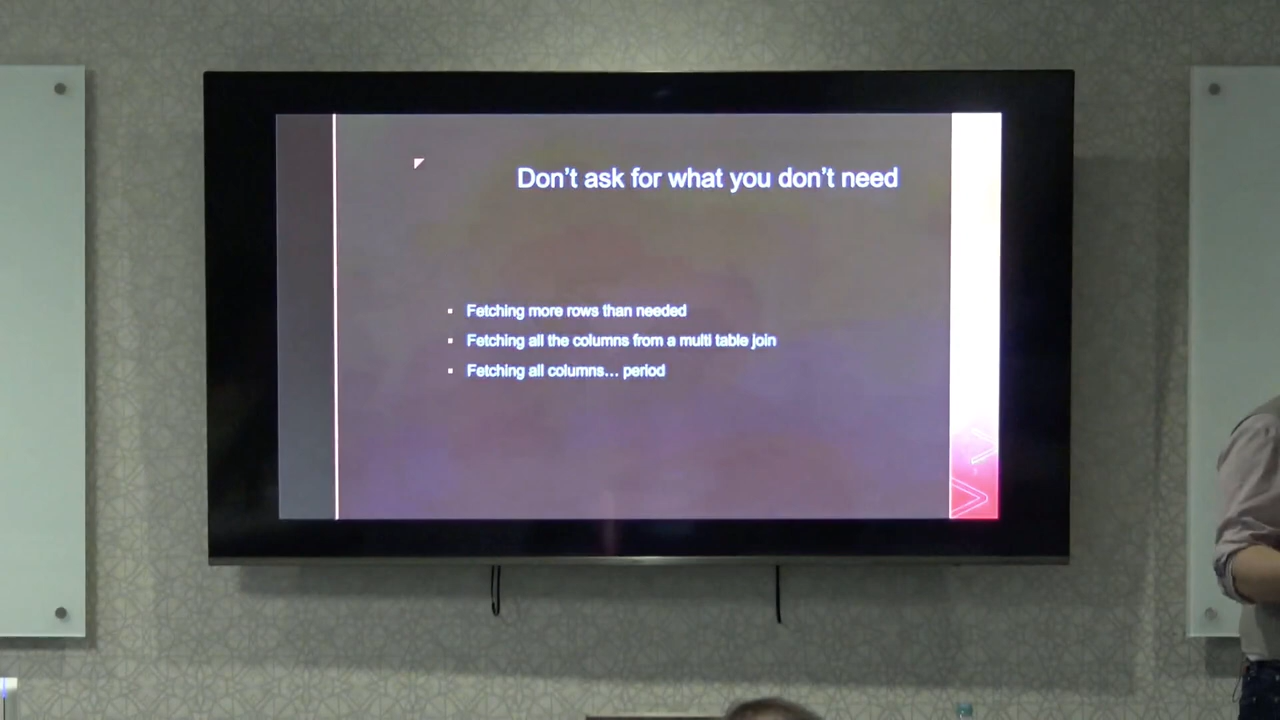 Don’t ask for what you don’t need
Fetching more rows than needed
Fetching all the columns from a multi table join
Fetching all columns… period